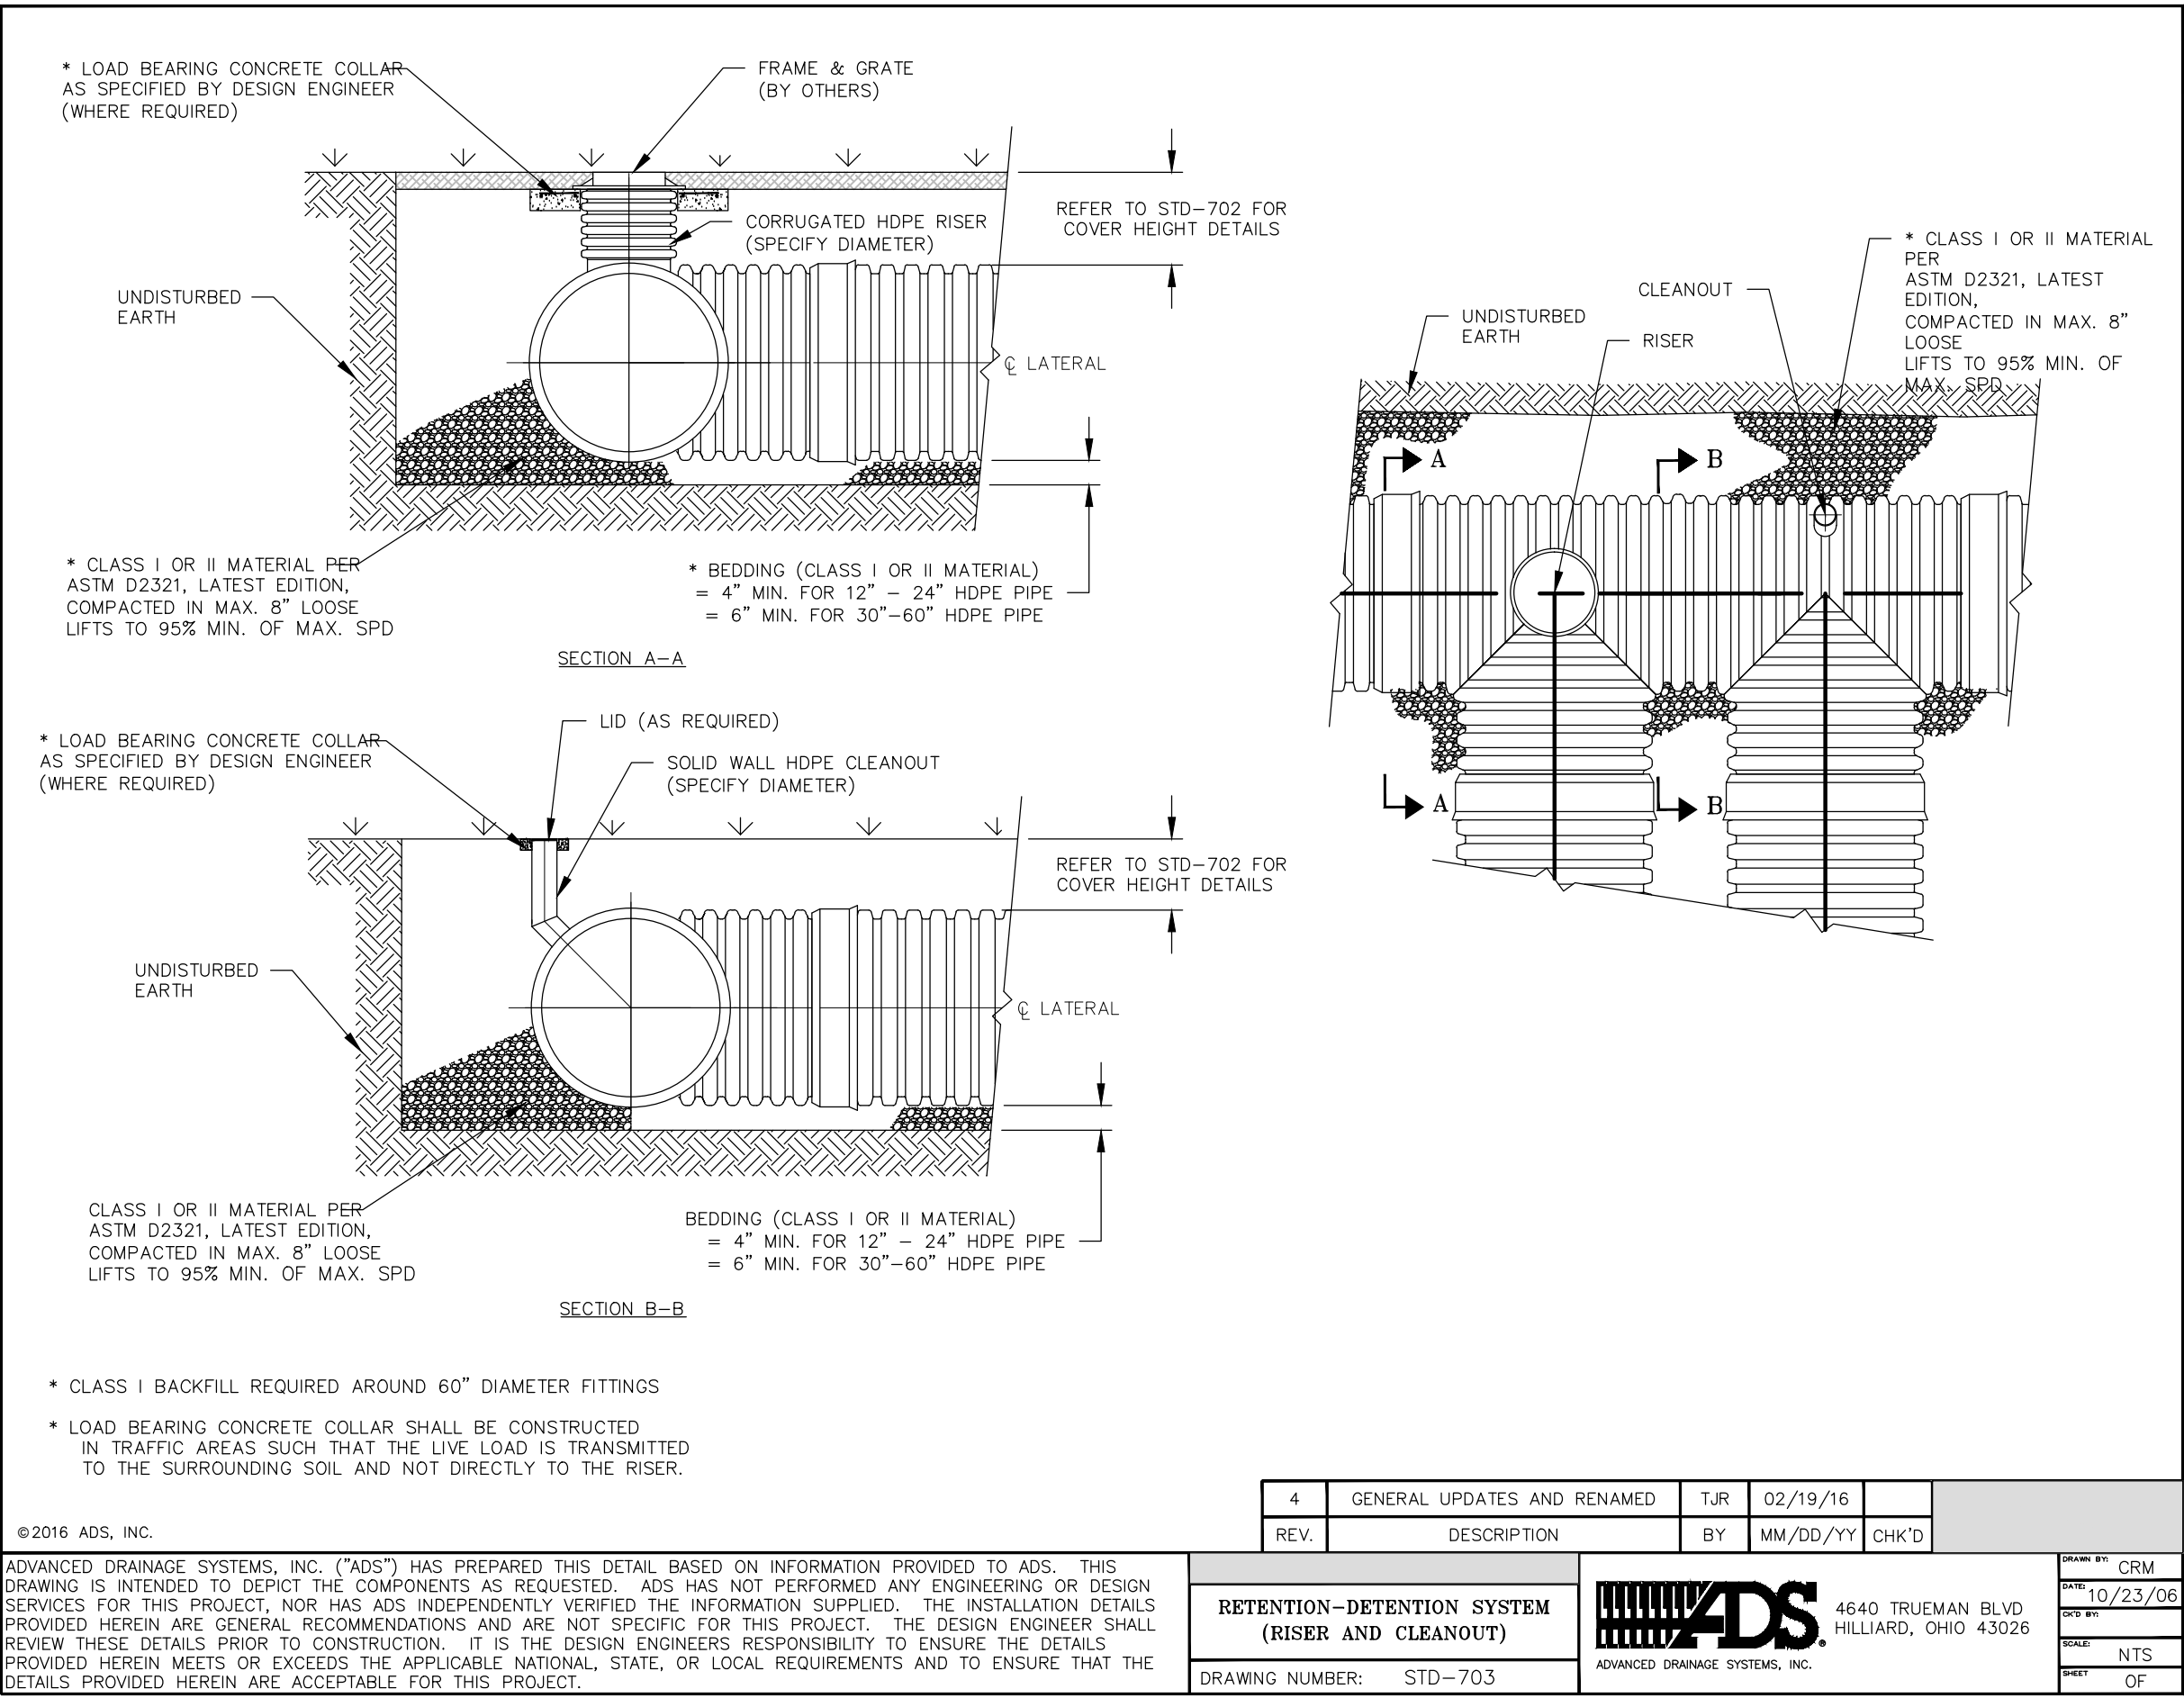 * LOAD BEARING CONCRETE COLLAR
AS SPECIFIED BY DESIGN ENGINEER
(WHERE REQUIRED)
FRAME & GRATE
(BY OTHERS)
CORRUGATED HDPE RISER
(SPECIFY DIAMETER)
REFER TO STD-702 FOR
COVER HEIGHT DETAILS
UNDISTURBED
EARTH
℄ LATERAL
* CLASS I OR II MATERIAL PER
ASTM D2321, LATEST EDITION,
COMPACTED IN MAX. 8" LOOSE
LIFTS TO 95% MIN. OF MAX. SPD
* BEDDING (CLASS I OR II MATERIAL)
= 4" MIN. FOR 12" - 24" HDPE PIPE
= 6" MIN. FOR 30"-60" HDPE PIPE
SECTION A-A
* CLASS I OR II MATERIAL
PER
ASTM D2321, LATEST
EDITION,
COMPACTED IN MAX. 8"
LOOSE
LIFTS TO 95% MIN. OF
MAX. SPD
CLEANOUT
UNDISTURBED
EARTH
RISER
A
B
A
B
LID (AS REQUIRED)
* LOAD BEARING CONCRETE COLLAR
AS SPECIFIED BY DESIGN ENGINEER
(WHERE REQUIRED)
SOLID WALL HDPE CLEANOUT
(SPECIFY DIAMETER)
REFER TO STD-702 FOR
COVER HEIGHT DETAILS
UNDISTURBED
EARTH
℄ LATERAL
CLASS I OR II MATERIAL PER
ASTM D2321, LATEST EDITION,
COMPACTED IN MAX. 8" LOOSE
LIFTS TO 95% MIN. OF MAX. SPD
BEDDING (CLASS I OR II MATERIAL)
= 4" MIN. FOR 12" - 24" HDPE PIPE
= 6" MIN. FOR 30"-60" HDPE PIPE
SECTION B-B
* CLASS I BACKFILL REQUIRED AROUND 60" DIAMETER FITTINGS
* LOAD BEARING CONCRETE COLLAR SHALL BE CONSTRUCTED
IN TRAFFIC AREAS SUCH THAT THE LIVE LOAD IS TRANSMITTED
TO THE SURROUNDING SOIL AND NOT DIRECTLY TO THE RISER.
©2016 ADS, INC.
4 GENERAL UPDATES AND RENAMED TJR 02/19/16
REV. DESCRIPTION BY MM/DD/YY CHK'D
ADVANCED DRAINAGE SYSTEMS, INC. ("ADS") HAS PREPARED THIS DETAIL BASED ON INFORMATION PROVIDED TO ADS. THIS
DRAWING IS INTENDED TO DEPICT THE COMPONENTS AS REQUESTED. ADS HAS NOT PERFORMED ANY ENGINEERING OR DESIGN
SERVICES FOR THIS PROJECT, NOR HAS ADS INDEPENDENTLY VERIFIED THE INFORMATION SUPPLIED. THE INSTALLATION DETAILS
PROVIDED HEREIN ARE GENERAL RECOMMENDATIONS AND ARE NOT SPECIFIC FOR THIS PROJECT. THE DESIGN ENGINEER SHALL
REVIEW THESE DETAILS PRIOR TO CONSTRUCTION. IT IS THE DESIGN ENGINEERS RESPONSIBILITY TO ENSURE THE DETAILS
PROVIDED HEREIN MEETS OR EXCEEDS THE APPLICABLE NATIONAL, STATE, OR LOCAL REQUIREMENTS AND TO ENSURE THAT THE
DETAILS PROVIDED HEREIN ARE ACCEPTABLE FOR THIS PROJECT.
RETENTION-DETENTION SYSTEM
(RISER AND CLEANOUT)
DRAWING NUMBER: STD-703
ADS®
ADVANCED DRAINAGE SYSTEMS, INC.
4640 TRUEMAN BLVD
HILLIARD, OHIO 43026
DRAWN BY: CRM
DATE: 10/23/06
CK'D BY:
SCALE: NTS
SHEET OF